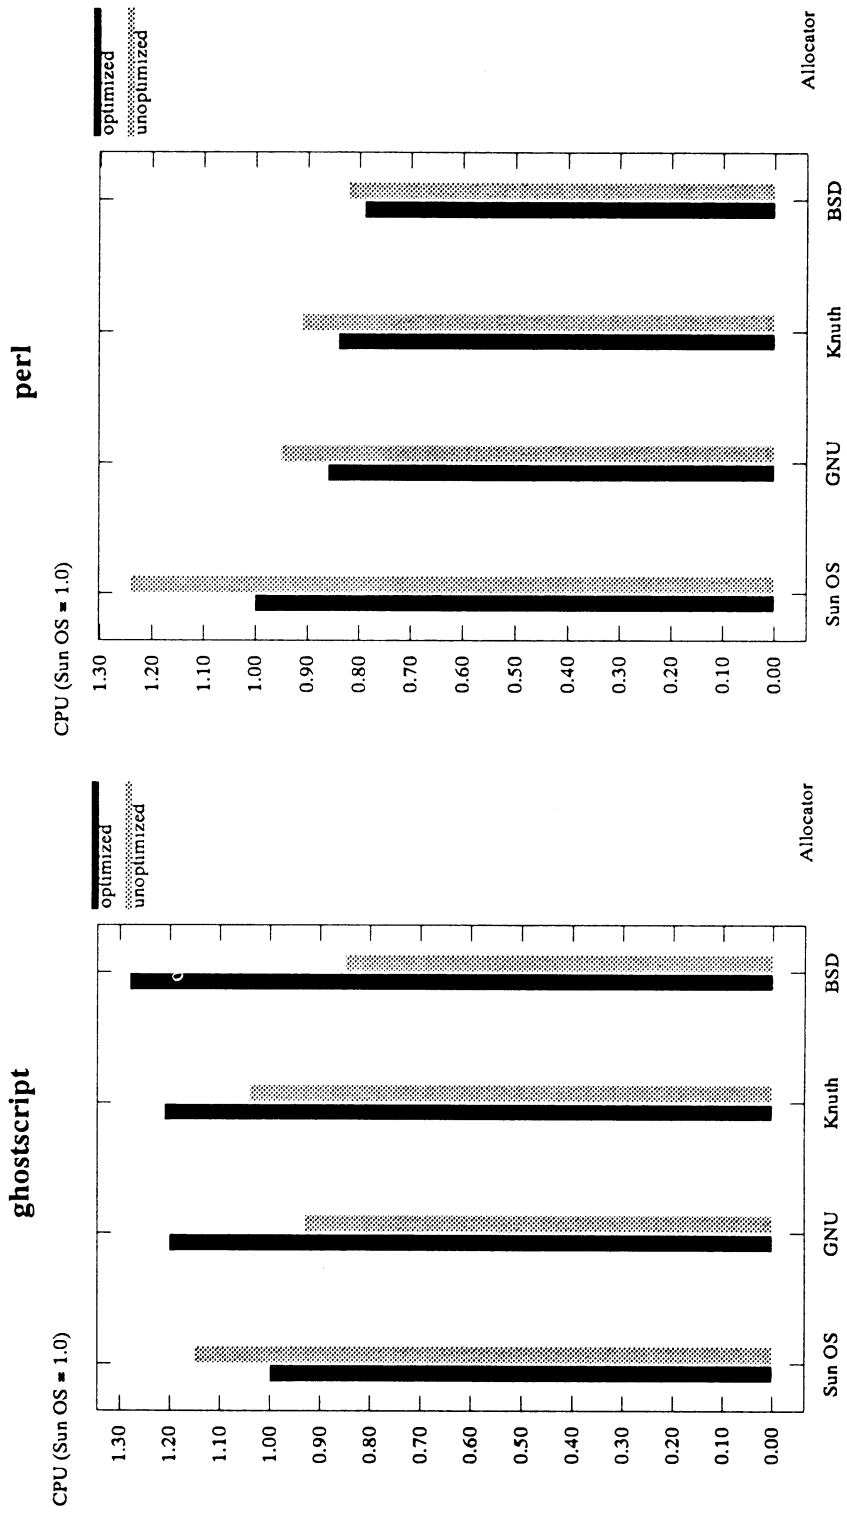 ghostscript
CPU (Sun OS = 1.0)
1.30
1.20
1.10
1.00
0.90
0.80
0.70
0.60
0.50
0.40
0.30
0.20
0.10
0.00
Sun OS
GNU
Knuth
BSD
Allocator
optimized
unoptimized
perl
CPU (Sun OS = 1.0)
1.30
1.20
1.10
1.00
0.90
0.80
0.70
0.60
0.50
0.40
0.30
0.20
0.10
0.00
Sun OS
GNU
Knuth
BSD
Allocator
optimized
unoptimized